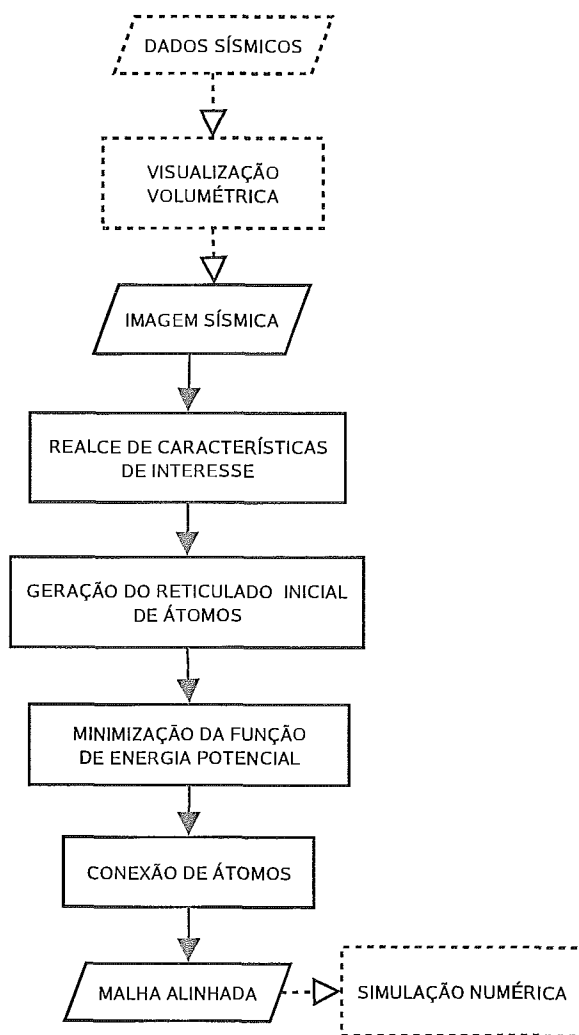 DADOS SÍSMICOS
VISUALIZAÇÃO
VOLUMÉTRICA
IMAGEM SÍSMICA
REALCE DE CARACTERÍSTICAS
DE INTERESSE
GERAÇÃO DO RETICULADO INICIAL
DE ÁTOMOS
MINIMIZAÇÃO DA FUNÇÃO
DE ENERGIA POTENCIAL
CONEXÃO DE ÁTOMOS
MALHA ALINHADA
SIMULAÇÃO NUMÉRICA